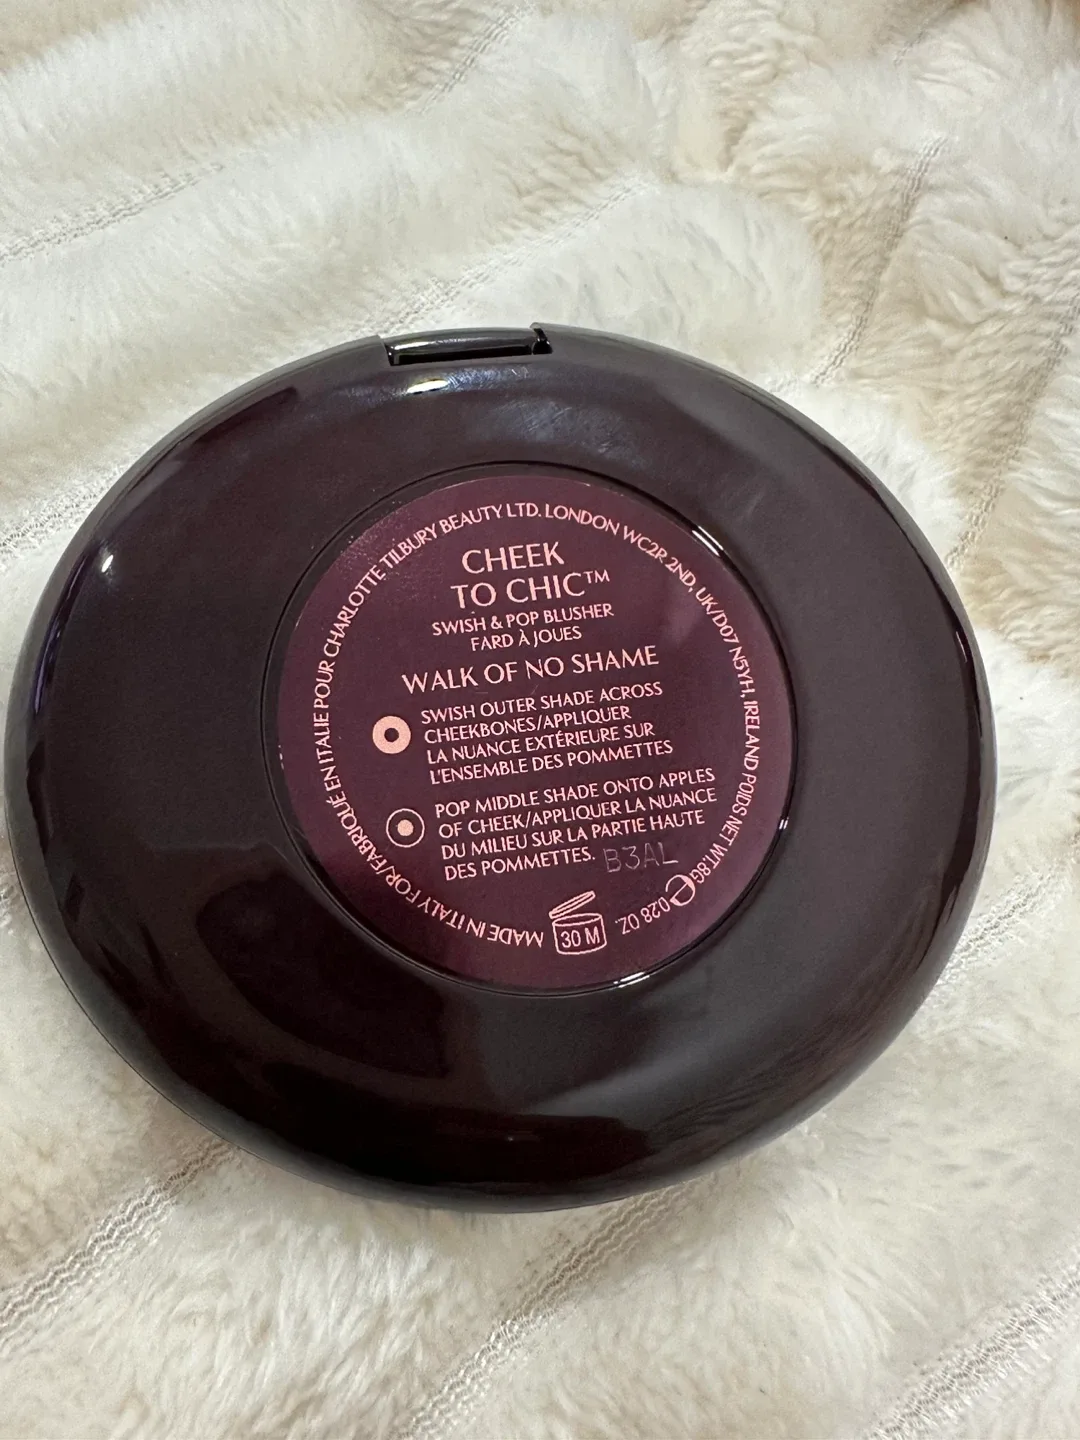 CHEEK
TO CHIC™
SWISH & POP BLUSHER
FARD À JOUES
WALK OF NO SHAME
SWISH OUTER SHADE ACROSS
CHEEKBONES/APPLIQUER
LA NUANCE EXTÉRIEURE SUR
L'ENSEMBLE DES POMMETTES
POP MIDDLE SHADE ONTO APPLES
OF CHEEK/APPLIQUER LA NUANCE
DU MILIEU SUR LA PARTIE HAUTE
DES POMMETTES. B3AL
30 M
MADE IN ITALY FOR/FABRIQUÉ EN ITALIE POUR CHARLOTTE TILBURY BEAUTY LTD. LONDON WC2R 2ND, UK/D07 N5YH, IRELAND POIDS NET WT. 8G e 0.28 OZ.